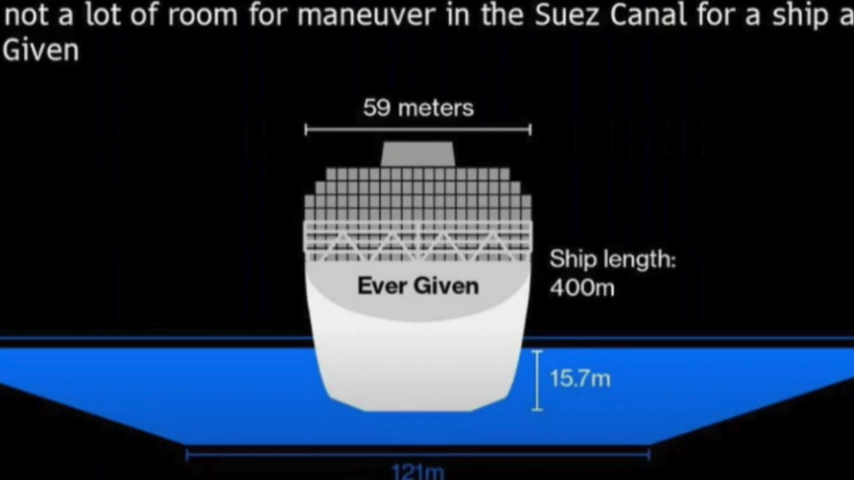 not a lot of room for maneuver in the Suez Canal for a ship a
Given
59 meters
Ever Given
Ship length:
400m
15.7m
121m